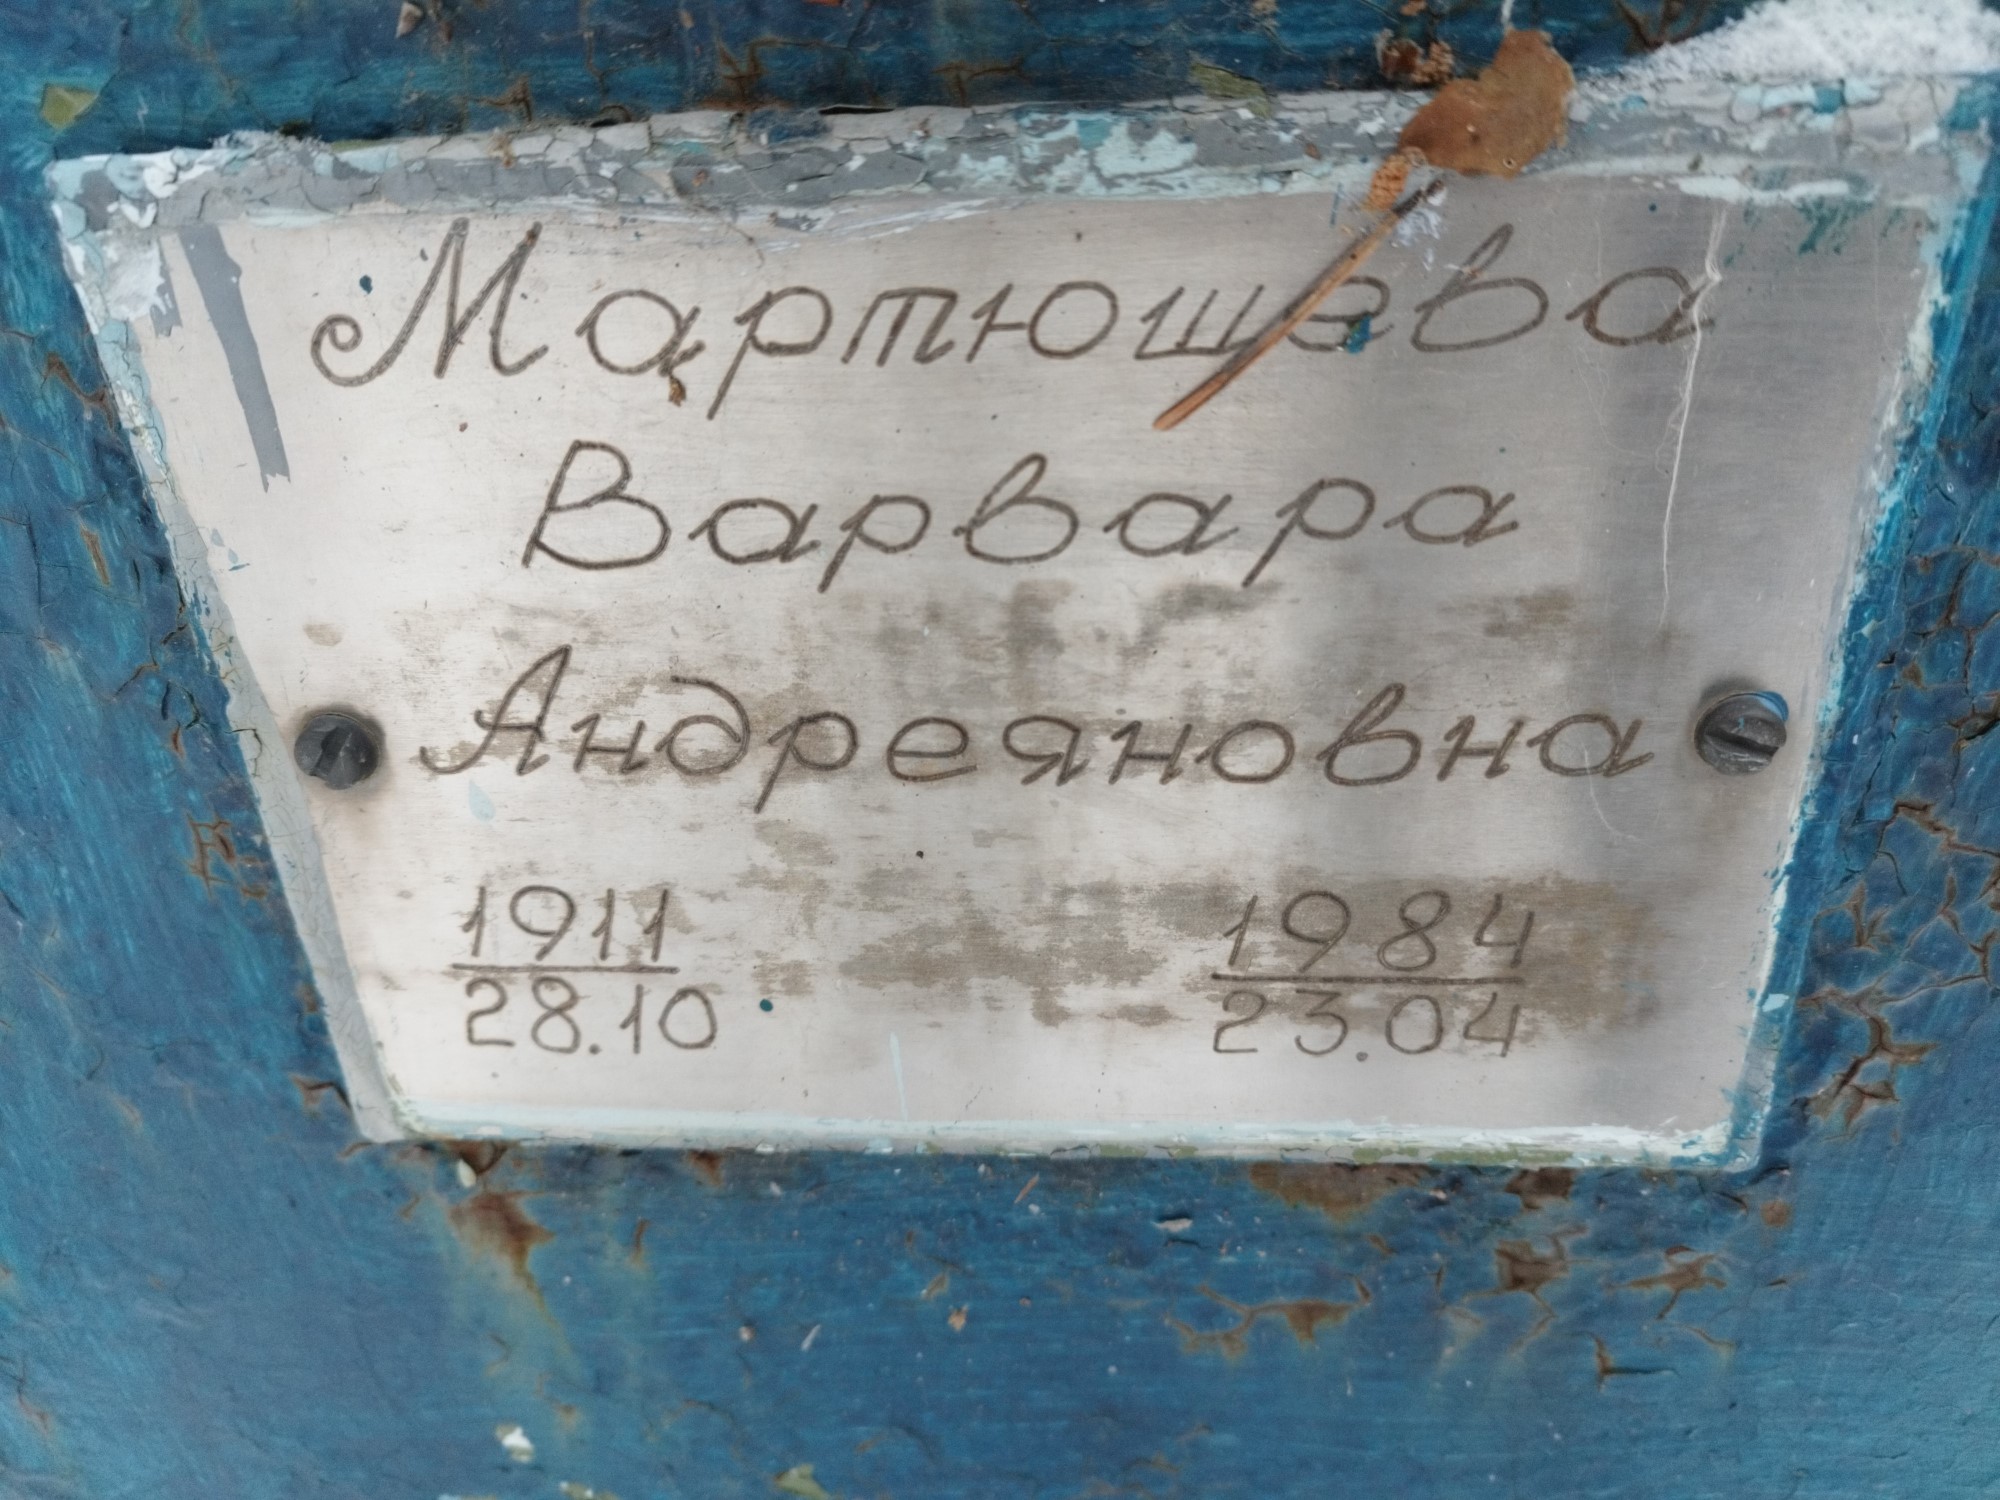 Мартюшева
Варвара
Андреяновна
1911 1984
28.10 23.04